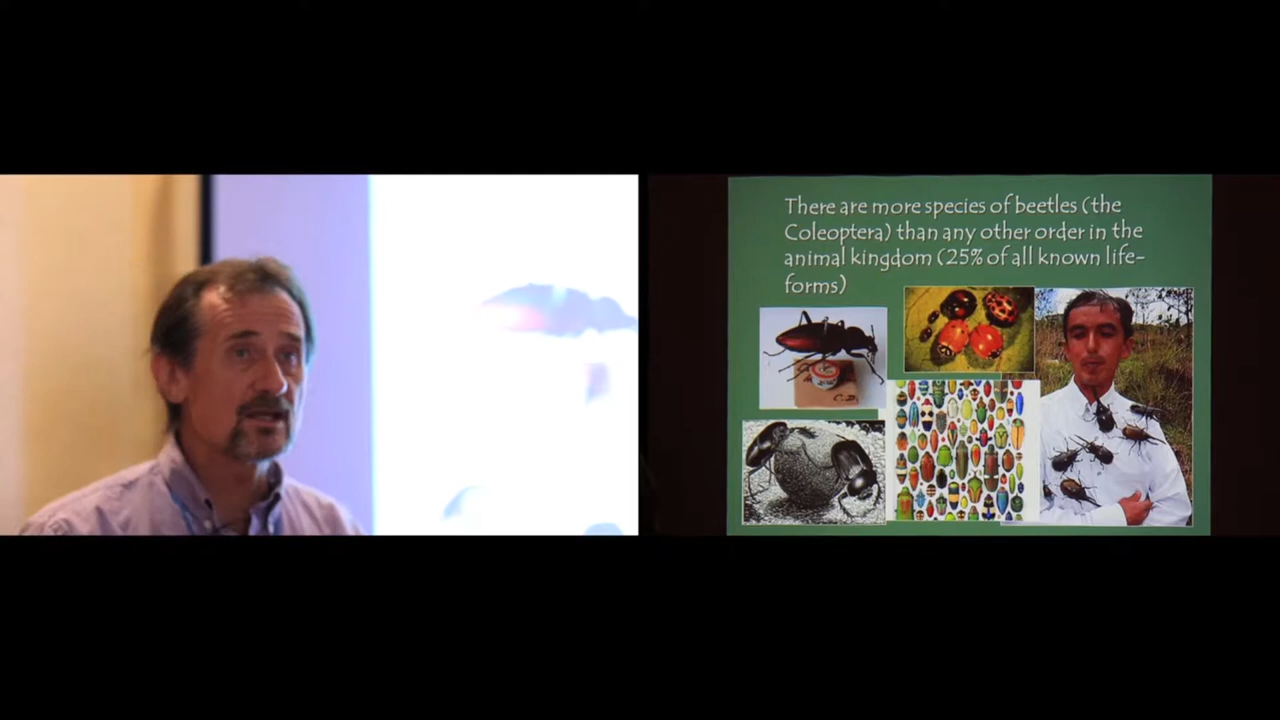 There are more species of beetles (the
Coleoptera) than any other order in the
animal kingdom (25% of all known life-
forms)